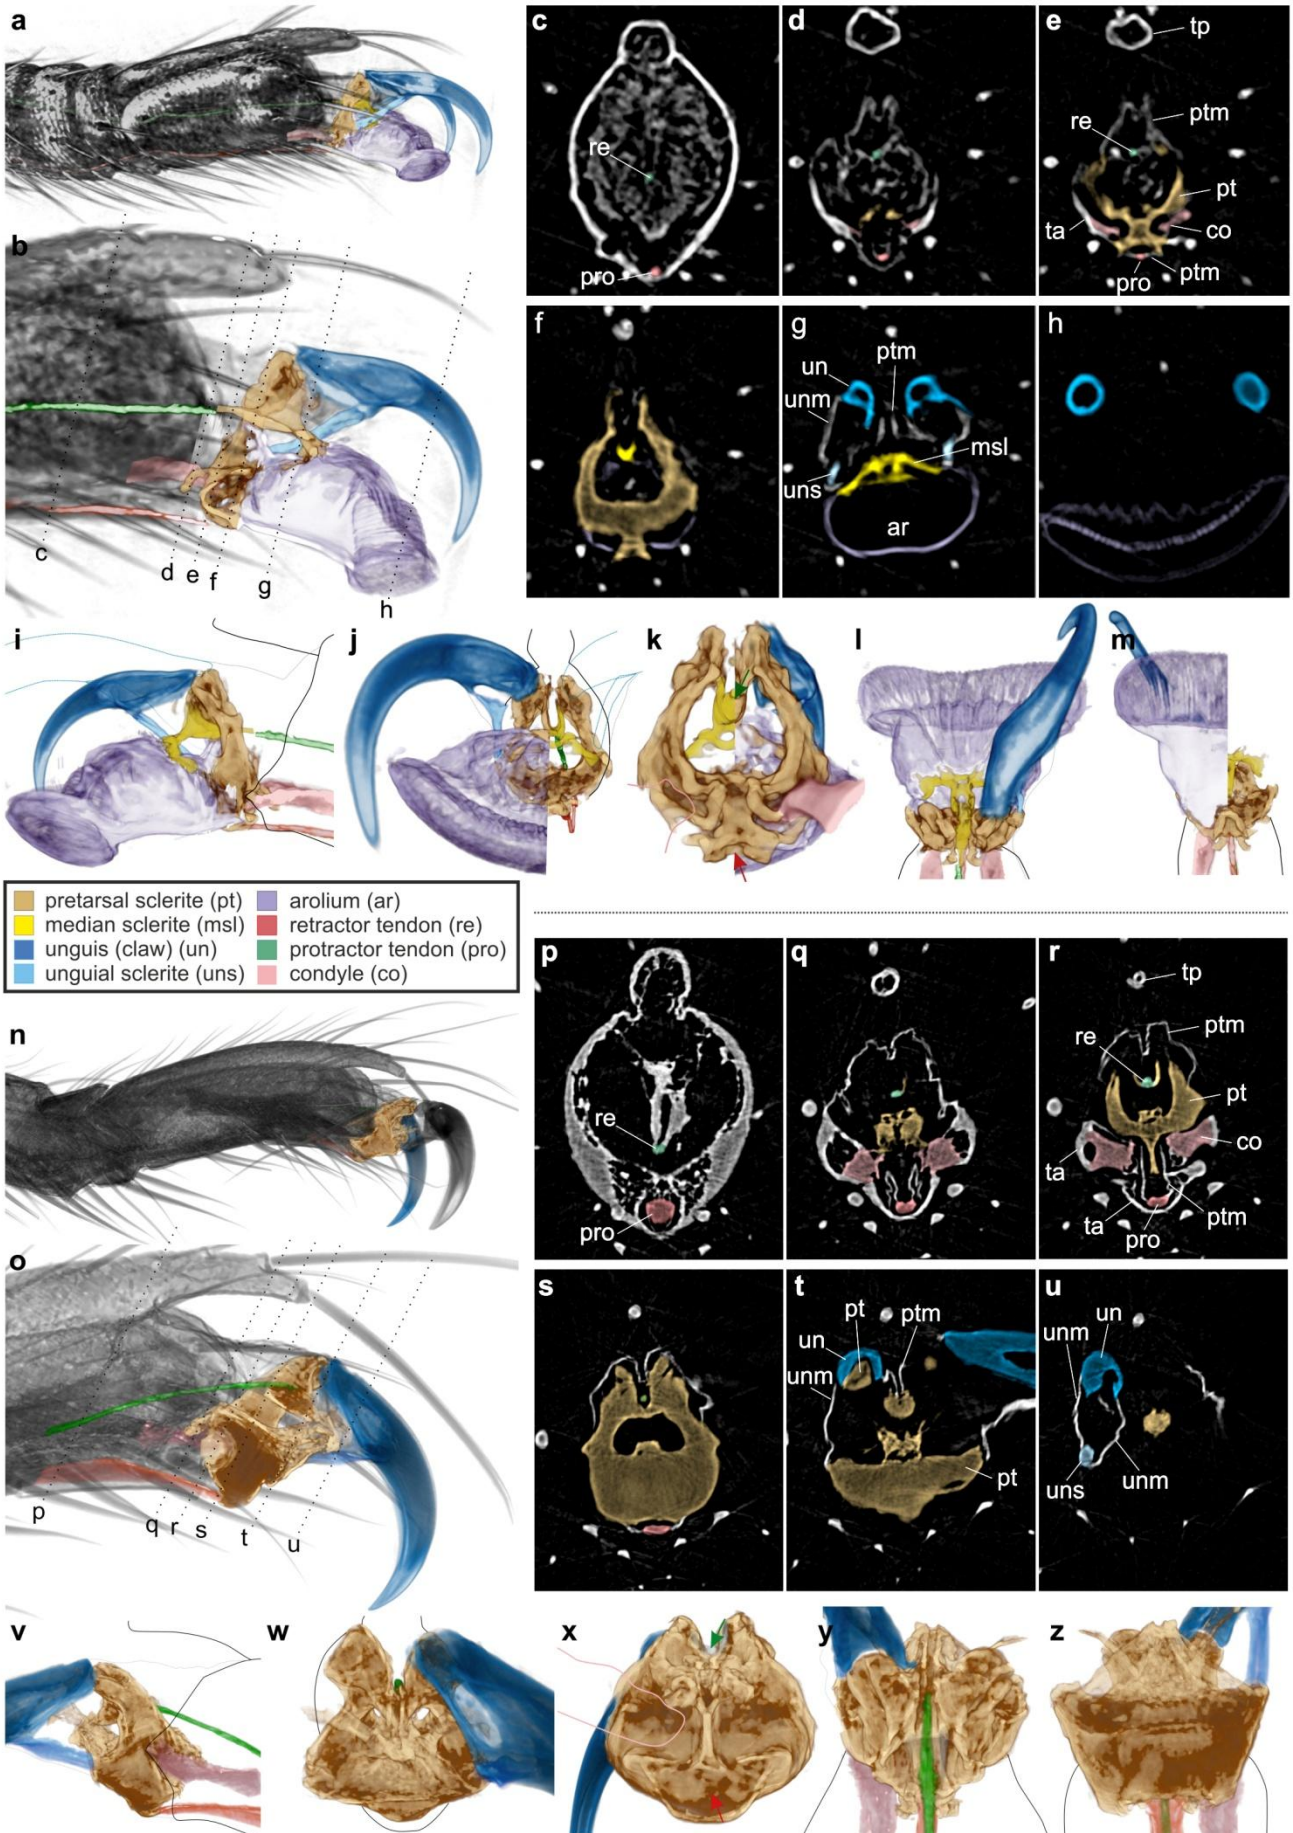 a
c
re
pro
d
e
tp
re
ptm
pt
ta
co
pro
ptm
b
c
d
e
f
g
h
f
g
ptm
un
unm
msl
uns
ar
h
i
j
k
l
m
pretarsal sclerite (pt)
median sclerite (msl)
unguis (claw) (un)
unguial sclerite (uns)
arolium (ar)
retractor tendon (re)
protractor tendon (pro)
condyle (co)
n
p
re
pro
q
r
tp
ptm
re
pt
co
ta
ptm
ta
pro
o
p
q
r
s
t
u
s
t
pt
ptm
un
unm
pt
u
un
unm
uns
unm
v
w
x
y
z